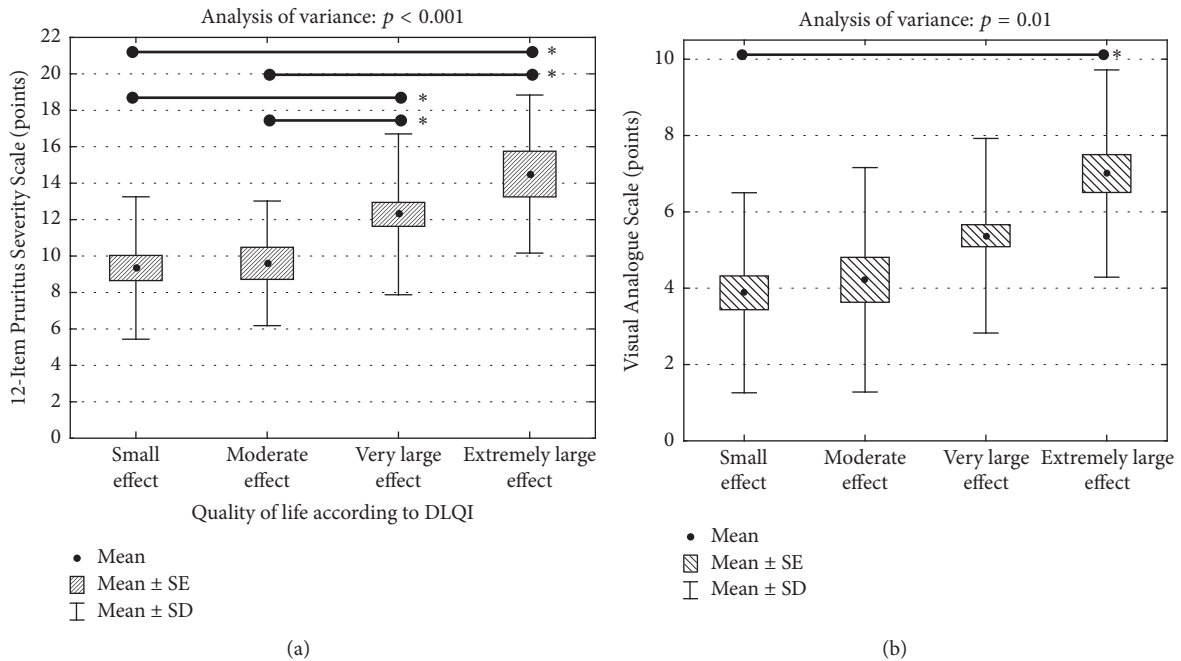 Analysis of variance: p < 0.001
12-Item Pruritus Severity Scale (points)
22
20
18
16
14
12
10
8
6
4
2
0
*
*
*
*
Small effect
Moderate effect
Very large effect
Extremely large effect
Quality of life according to DLQI
Mean
Mean ± SE
Mean ± SD
(a)
Analysis of variance: p = 0.01
Visual Analogue Scale (points)
10
8
6
4
2
0
*
Small effect
Moderate effect
Very large effect
Extremely large effect
Mean
Mean ± SE
Mean ± SD
(b)